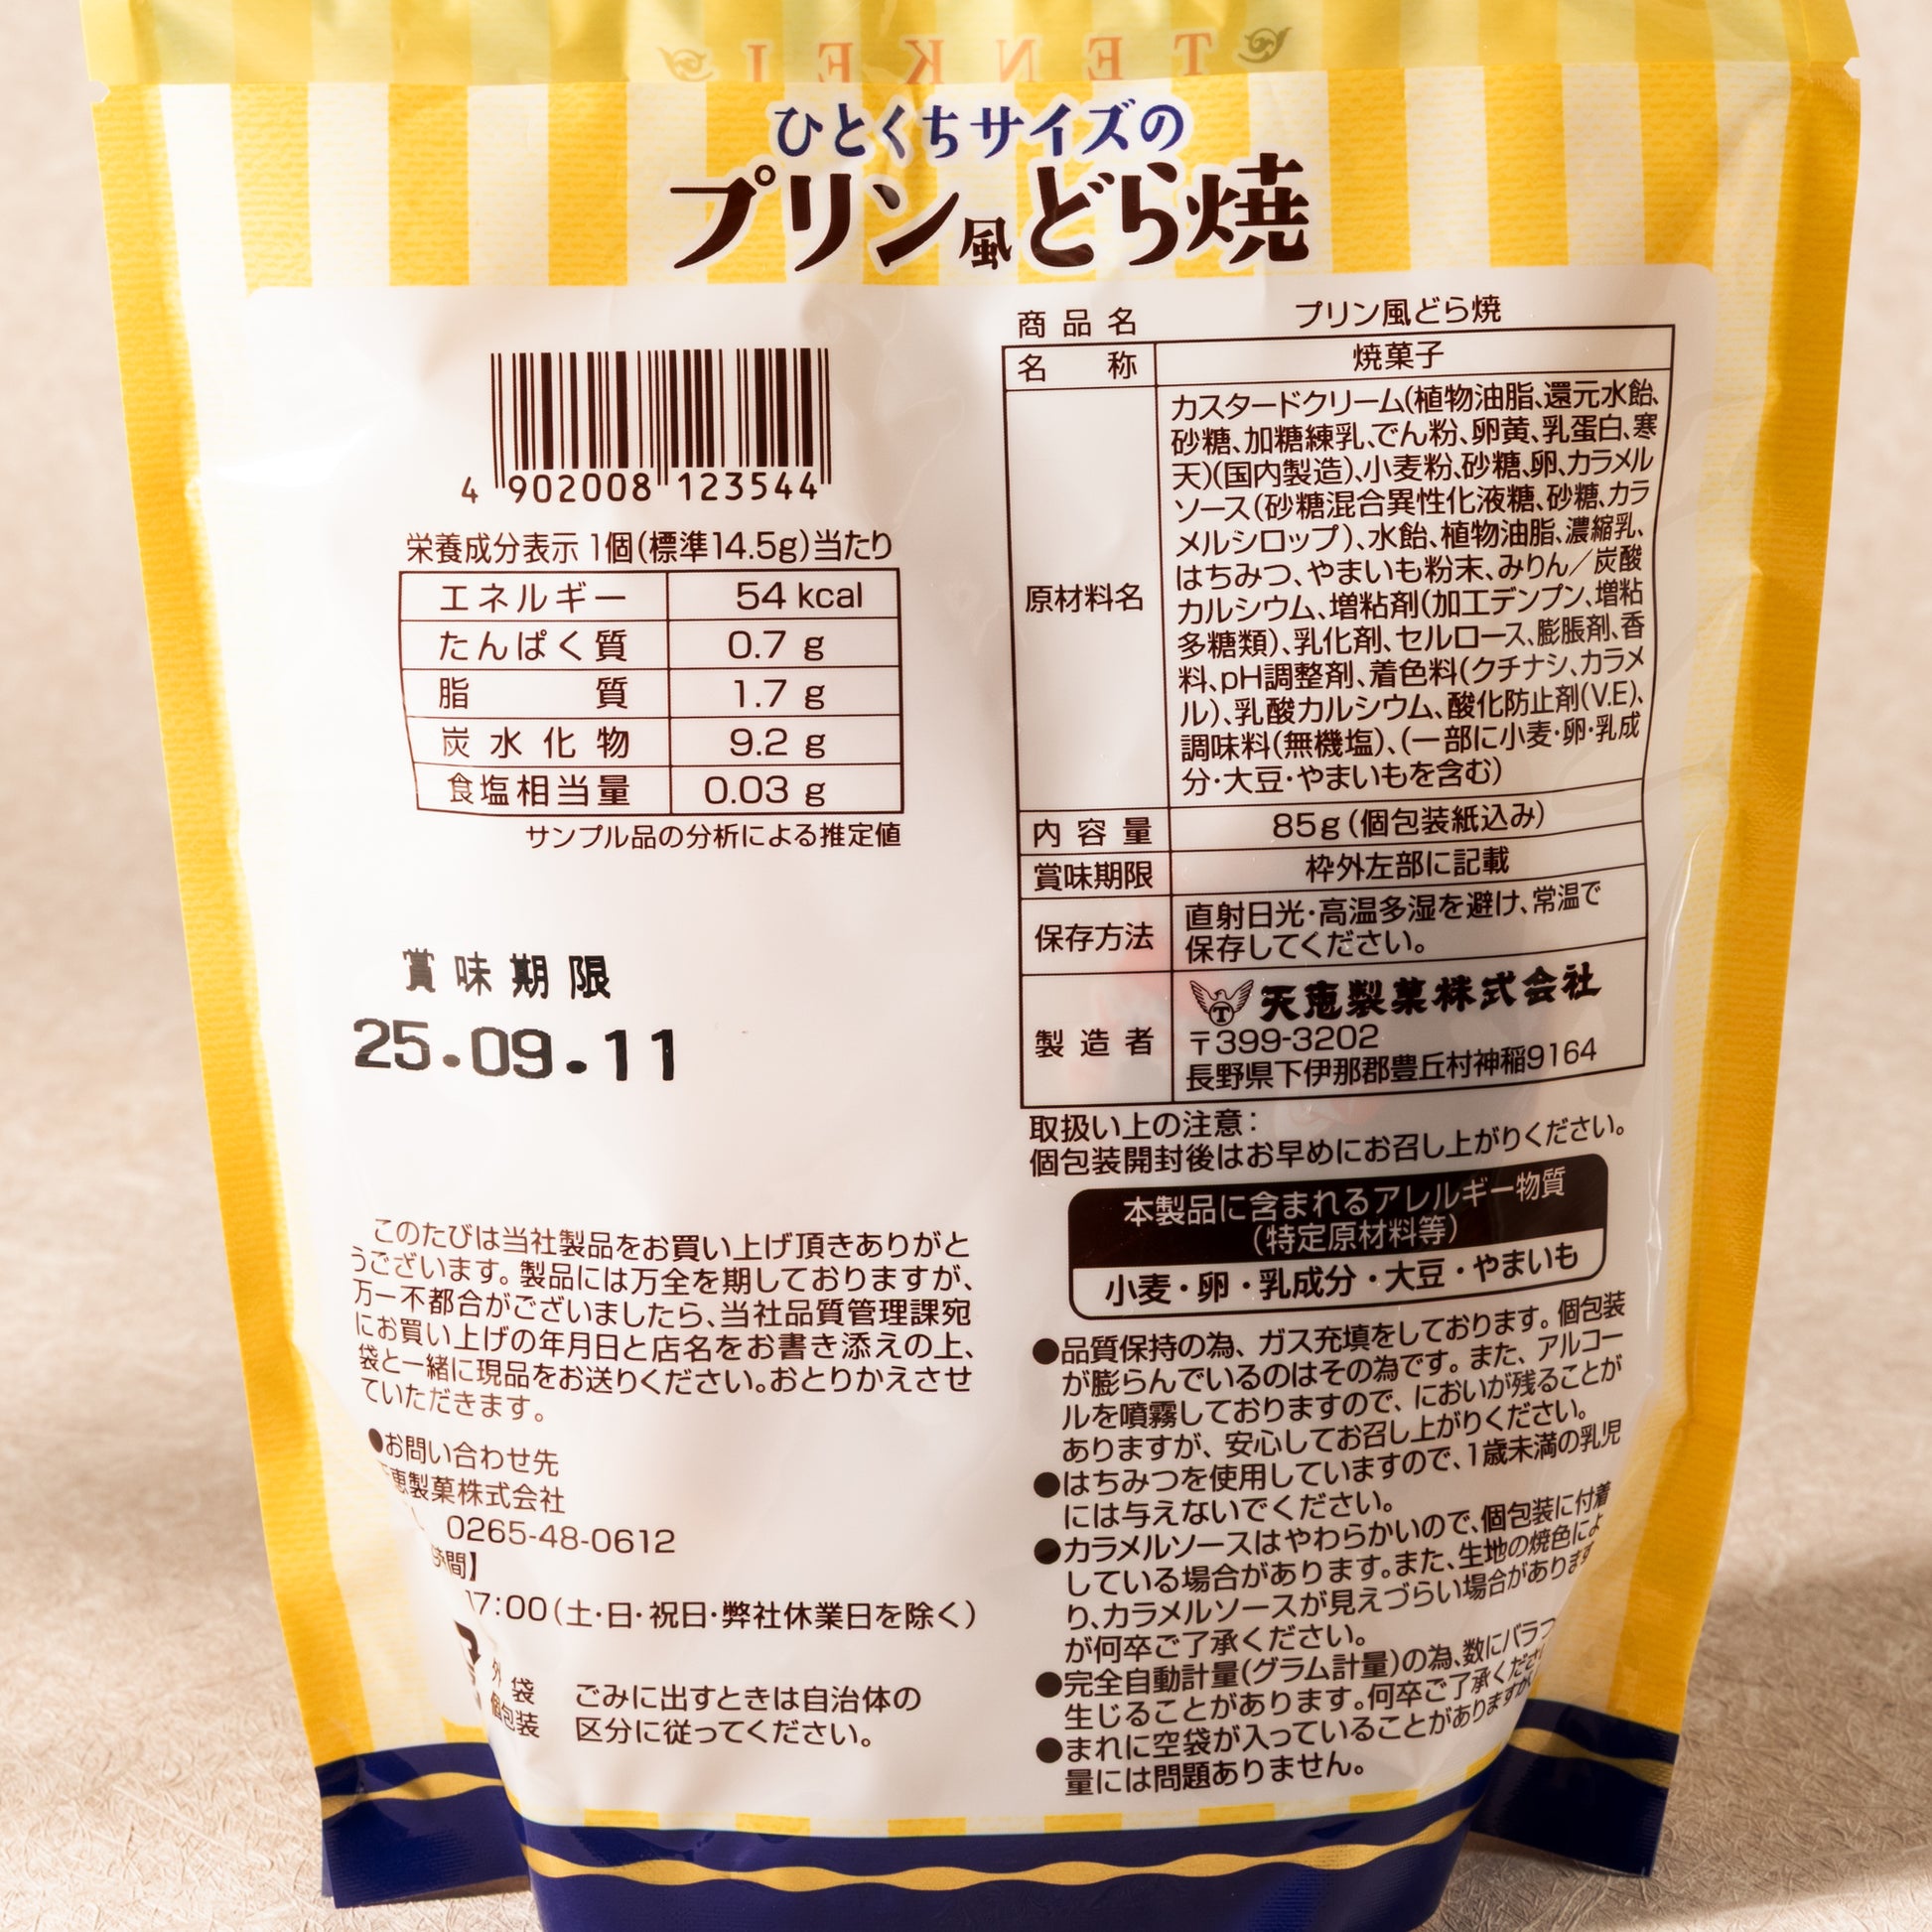 TENKEI
ひとくちサイズの
プリン風どら焼
4 902008 123544
栄養成分表示 1個(標準14.5g)当たり
エネルギー 54 kcal
たんぱく質 0.7 g
脂質 1.7 g
炭水化物 9.2 g
食塩相当量 0.03 g
サンプル品の分析による推定値
賞味期限
25.09.11
このたびは当社製品をお買い上げ頂きありがと
うございます。製品には万全を期しておりますが、
万一不都合がございましたら、当社品質管理課宛
にお買い上げの年月日と店名をお書き添えの上、
袋と一緒に現品をお送りください。おとりかえさせ
ていただきます。
●お問い合わせ先
恵製菓株式会社
0265-48-0612
時間】
17:00(土・日・祝日・弊社休業日を除く)
外袋
個包装
ごみに出すときは自治体の
区分に従ってください。
商品名 プリン風どら焼
名称 焼菓子
原材料名
カスタードクリーム(植物油脂、還元水飴、
砂糖、加糖練乳、でん粉、卵黄、乳蛋白、寒
天)(国内製造)、小麦粉、砂糖、卵、カラメル
ソース(砂糖混合異性化液糖、砂糖、カラ
メルシロップ)、水飴、植物油脂、濃縮乳、
はちみつ、やまいも粉末、みりん/炭酸
カルシウム、増粘剤(加工デンプン、増粘
多糖類)、乳化剤、セルロース、膨脹剤、香
料、pH調整剤、着色料(クチナシ、カラメ
ル)、乳酸カルシウム、酸化防止剤(V.E)、
調味料(無機塩)、(一部に小麦・卵・乳成
分・大豆・やまいもを含む)
内容量 85g(個包装紙込み)
賞味期限 枠外左部に記載
保存方法
直射日光・高温多湿を避け、常温で
保存してください。
製造者
天恵製菓株式会社
〒399-3202
長野県下伊那郡豊丘村神稲9164
取扱い上の注意:
個包装開封後はお早めにお召し上がりください。
本製品に含まれるアレルギー物質
(特定原材料等)
小麦・卵・乳成分・大豆・やまいも
●品質保持の為、ガス充填をしております。個包装
が膨らんでいるのはその為です。また、アルコー
ルを噴霧しておりますので、においが残ることが
ありますが、安心してお召し上がりください。
●はちみつを使用していますので、1歳未満の乳児
には与えないでください。
●カラメルソースはやわらかいので、個包装に付着
している場合があります。また、生地の焼色によ
り、カラメルソースが見えづらい場合があります
が何卒ご了承ください。
●完全自動計量(グラム計量)の為、数にバラつ
生じることがあります。何卒ご了承くださ
●まれに空袋が入っていることがありますが
量には問題ありません。